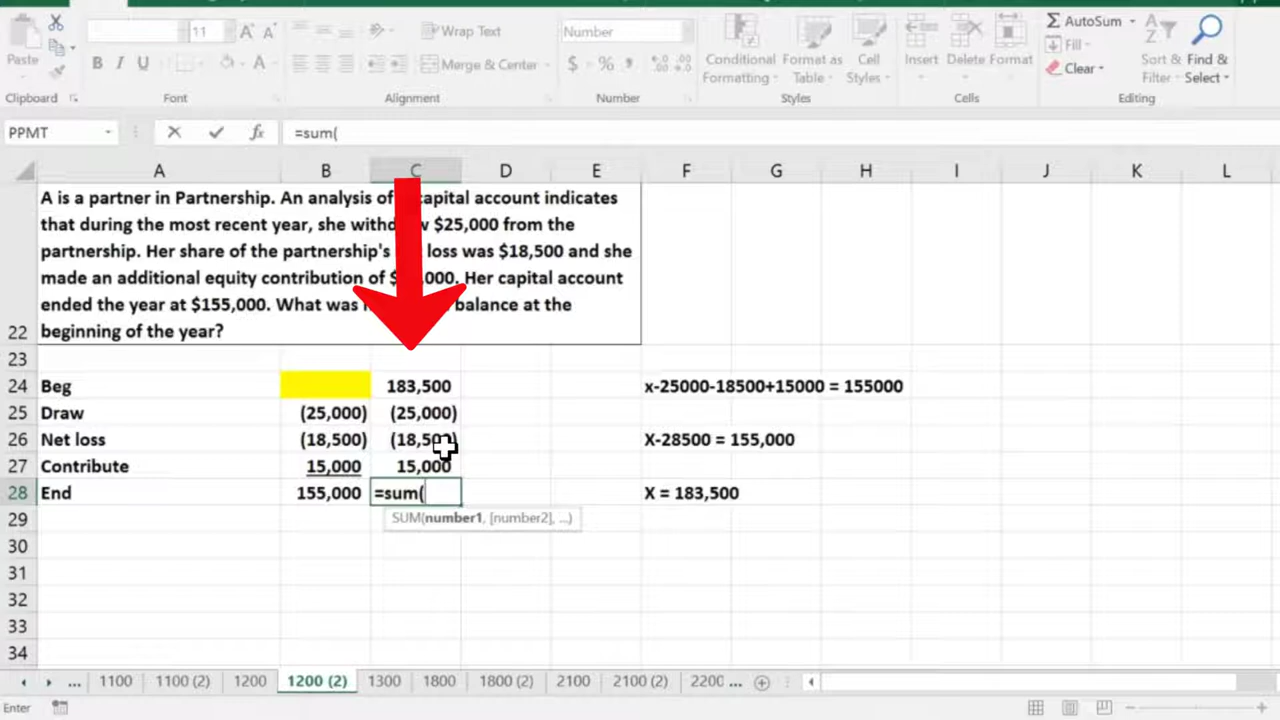 11
Wrap Text
Number
AutoSum
Fill
Paste
B I U
Merge & Center
$ %
Conditional Formatting
Format as Table
Cell Styles
Insert Delete Format
Clear
Sort & Filter
Find & Select
Clipboard Font Alignment Number Styles Cells Editing
PPMT fx =sum(
A B C D E F G H I J K L
A is a partner in Partnership. An analysis of capital account indicates
that during the most recent year, she withdrew $25,000 from the
partnership. Her share of the partnership's loss was $18,500 and she
made an additional equity contribution of Her capital account
ended the year at $155,000. What was balance at the
22 beginning of the year?
23
24 Beg 183,500 x-25000-18500+15000 = 155000
25 Draw (25,000) (25,000)
26 Net loss (18,500) (18,500) X-28500 = 155,000
27 Contribute 15,000 15,000
28 End 155,000 =sum( X = 183,500
29 SUM(number1, [number2], ...)
30
31
32
33
34
... 1100 1100 (2) 1200 1200 (2) 1300 1800 1800 (2) 2100 2100 (2) 2200 ...
Enter